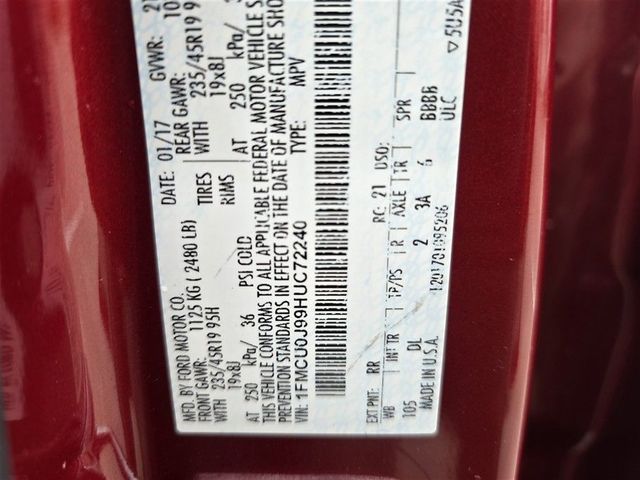 MFD. BY FORD MOTOR CO. DATE: 01/17 GVWR:
FRONT GAWR: 1125 KG ( 2480 LB) REAR GAWR:
WITH WITH
235/45R19 95H TIRES 235/45R19
19x8J RIMS 19x8J
AT 250 kPa/ 36 PSI COLD AT 250 kPa/
THIS VEHICLE CONFORMS TO ALL APPLICABLE FEDERAL MOTOR VEHICLE
PREVENTION STANDARDS IN EFFECT ON THE DATE OF MANUFACTURE
VIN: 1FMCU0J99HUC72240 TYPE: MPV
EXT PNT: RR RC: 21 USO:
WB INT TR TP/PS R AXLE TR SPR
105 DL 2 3A 6 BBBB
MADE IN U.S.A. 1201701095206 ULC
▽ 5U5A